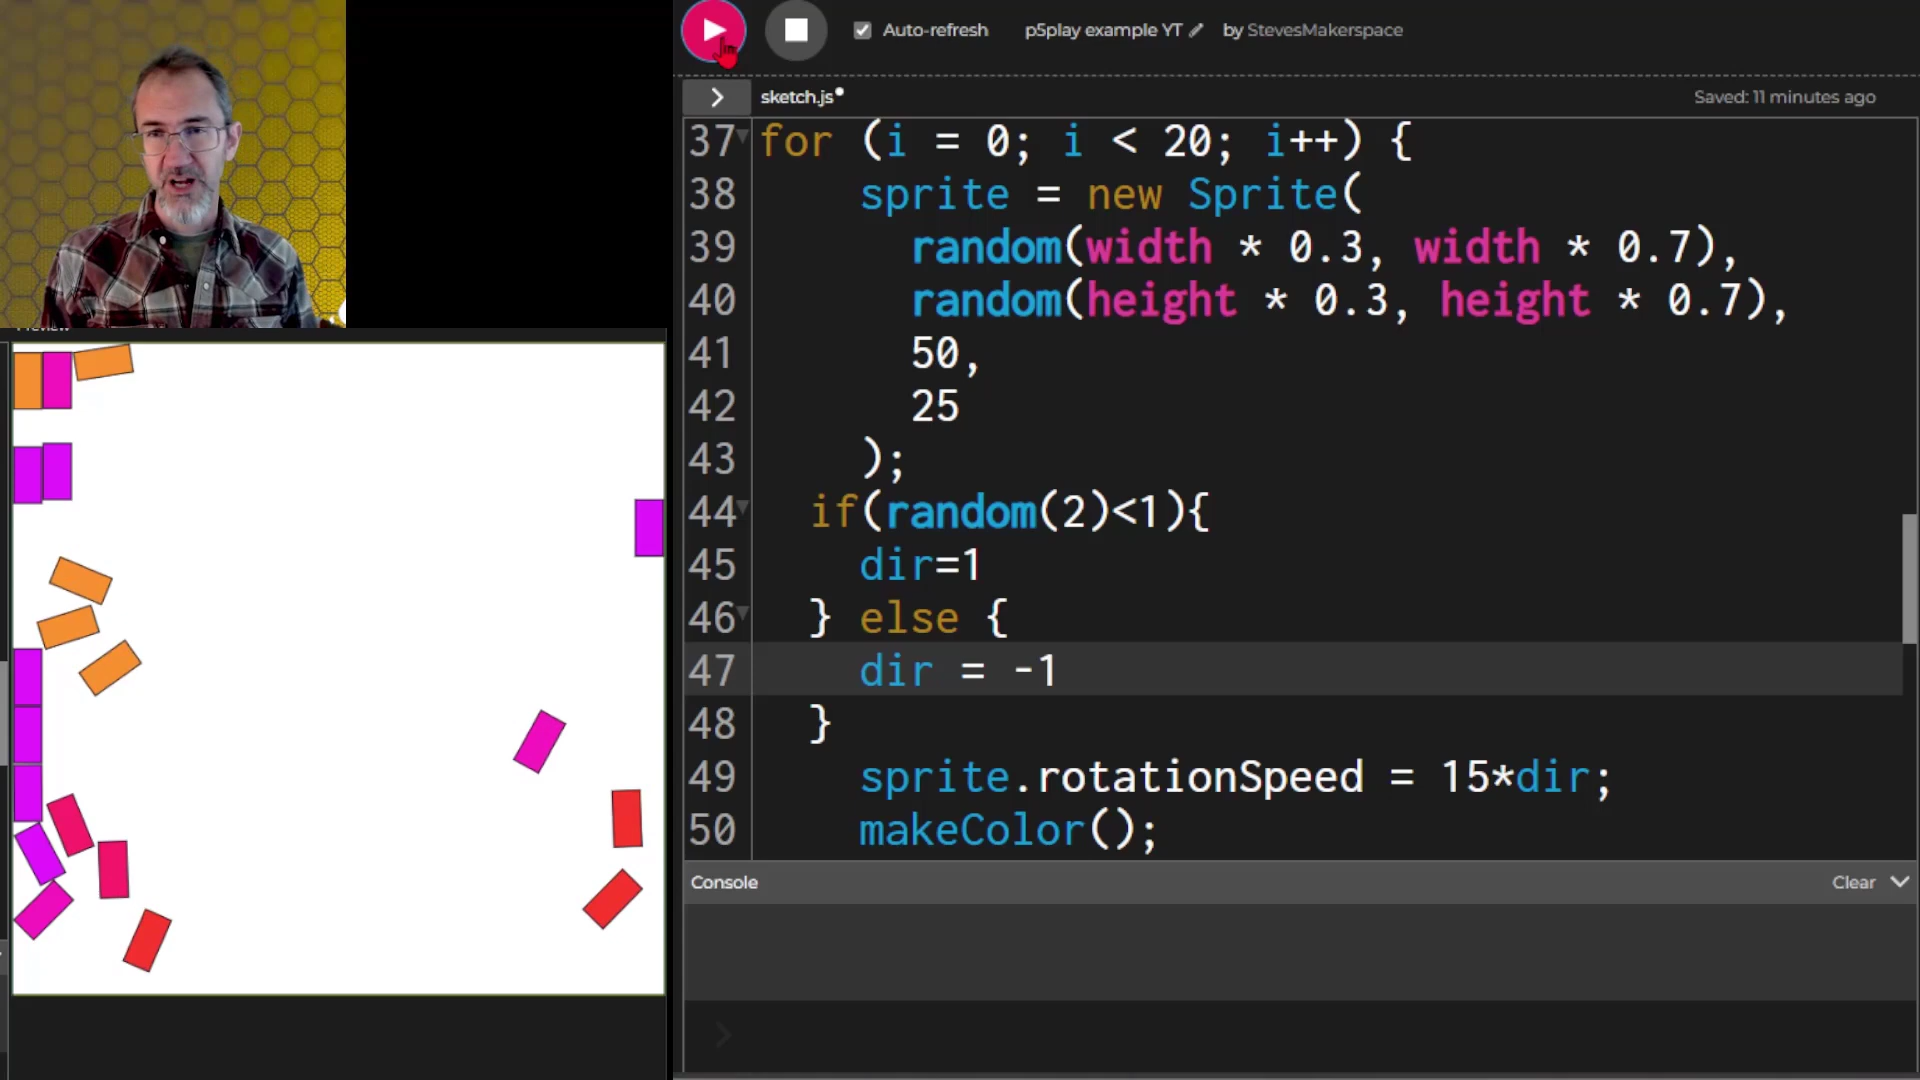 Auto-refresh
p5play example YT
by StevesMakerspace
sketch.js
Saved: 11 minutes ago
Preview
37 for (i = 0; i < 20; i++) {
38 sprite = new Sprite(
39 random(width * 0.3, width * 0.7),
40 random(height * 0.3, height * 0.7),
41 50,
42 25
43 );
44 if(random(2)<1){
45 dir=1
46 } else {
47 dir = -1
48 }
49 sprite.rotationSpeed = 15*dir;
50 makeColor();
Console
Clear